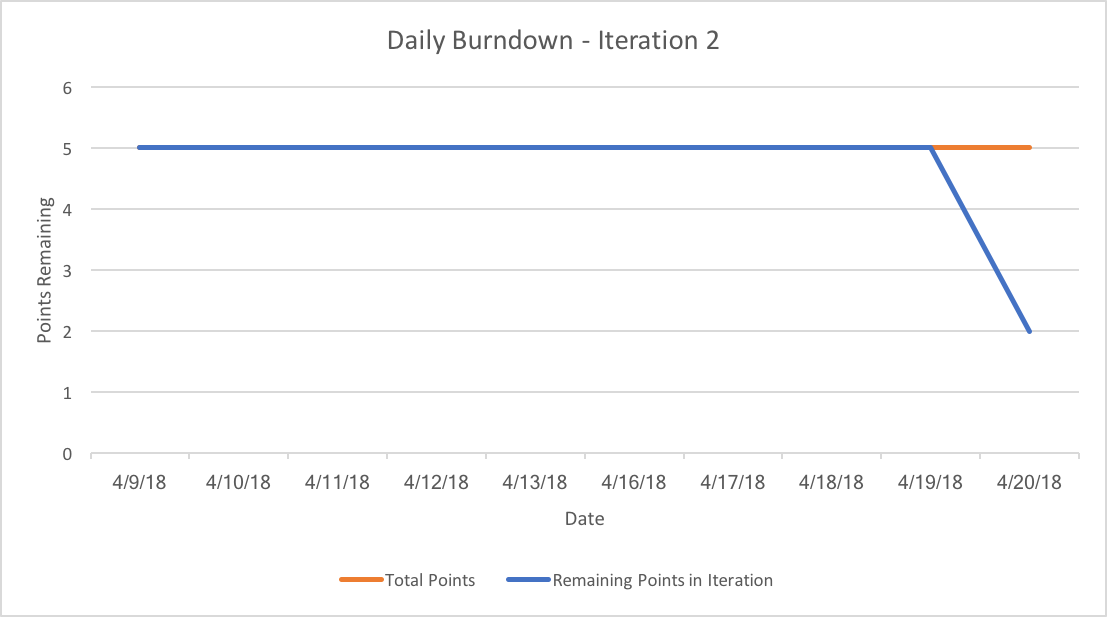 Daily Burndown - Iteration 2
6
5
4
3
2
1
0
Points Remaining
4/9/18 4/10/18 4/11/18 4/12/18 4/13/18 4/16/18 4/17/18 4/18/18 4/19/18 4/20/18
Date
Total Points Remaining Points in Iteration